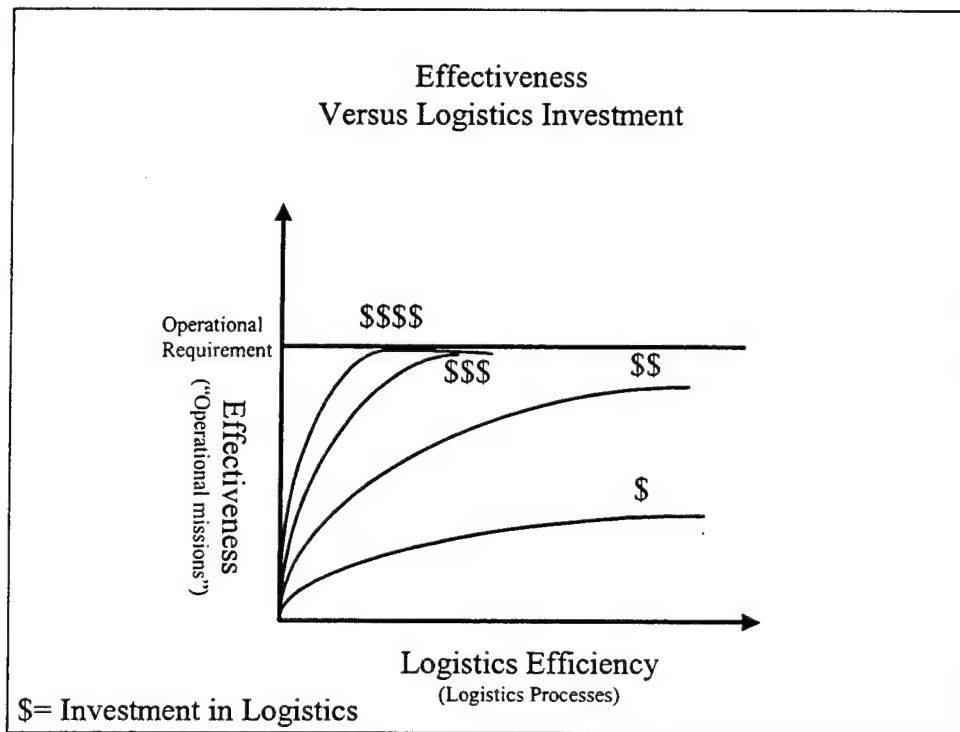 Effectiveness
Versus Logistics Investment
Operational
Requirement
$$$$
$$$
$$
$
Effectiveness
(“Operational missions”)
Logistics Efficiency
(Logistics Processes)
$= Investment in Logistics